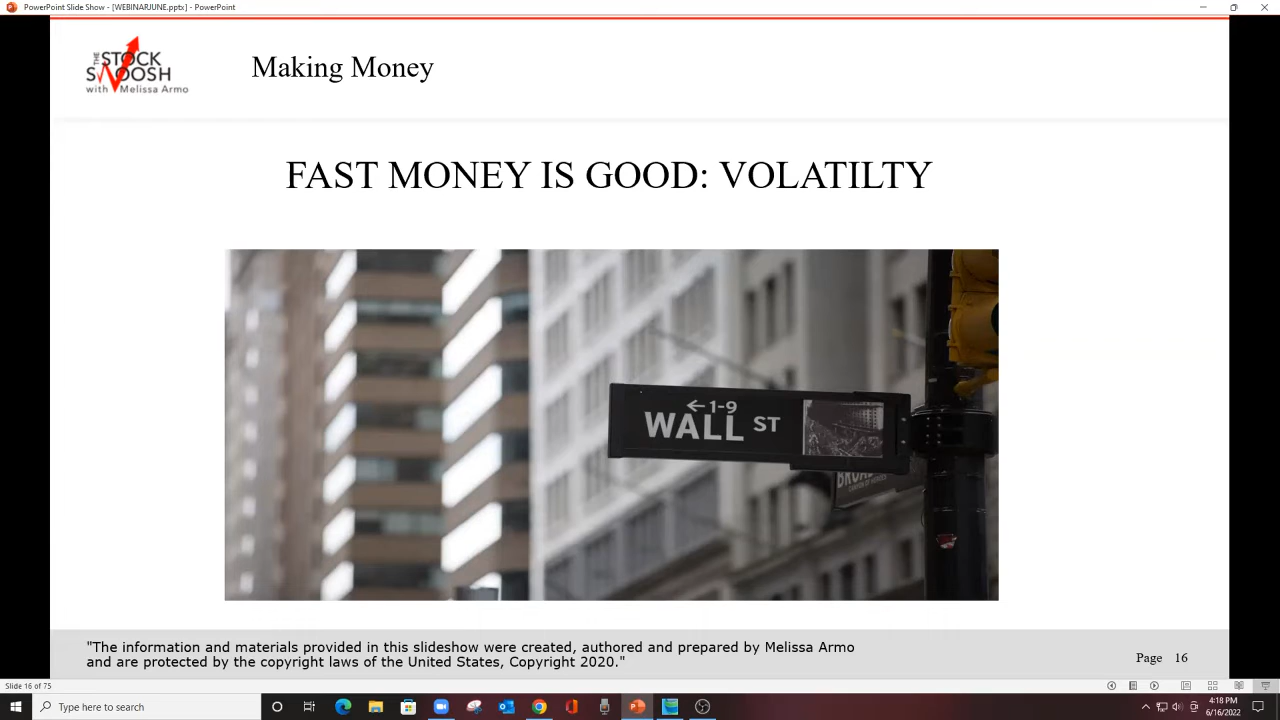 PowerPoint Slide Show - [WEBINARJUNE.pptx] - PowerPoint
THE
STOCK
SWOOSH
with Melissa Armo
Making Money
FAST MONEY IS GOOD: VOLATILTY
←1-9
WALL ST
"The information and materials provided in this slideshow were created, authored and prepared by Melissa Armo
and are protected by the copyright laws of the United States, Copyright 2020."
Page 16
Slide 16 of 75
Type here to search
4:18 PM
6/16/2022